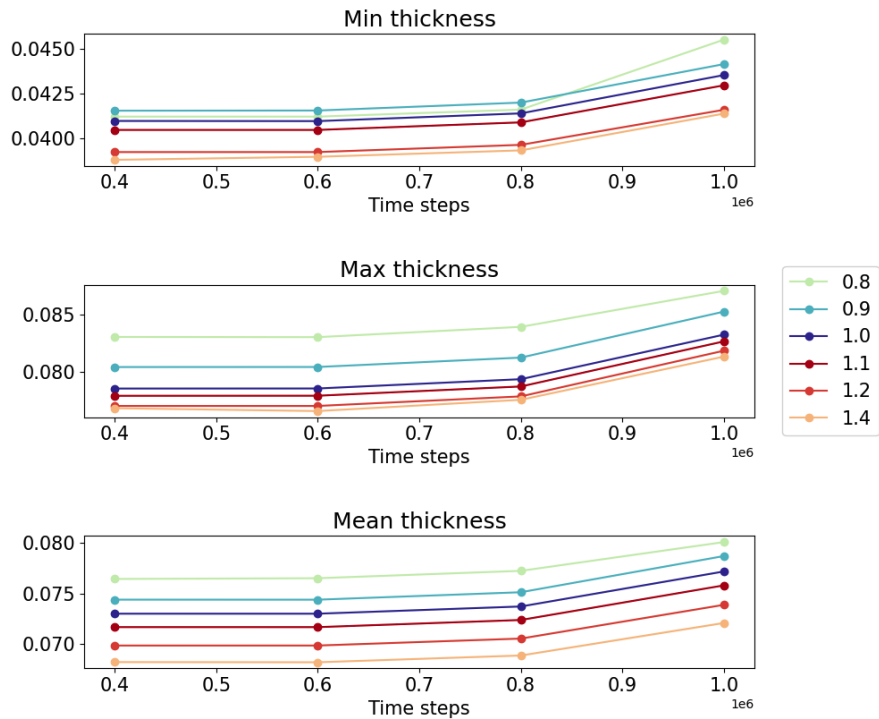 Min thickness
0.0450
0.0425
0.0400
0.4 0.5 0.6 0.7 0.8 0.9 1.0
Time steps
1e6
Max thickness
0.085
0.080
0.4 0.5 0.6 0.7 0.8 0.9 1.0
Time steps
1e6
0.8
0.9
1.0
1.1
1.2
1.4
Mean thickness
0.080
0.075
0.070
0.4 0.5 0.6 0.7 0.8 0.9 1.0
Time steps
1e6